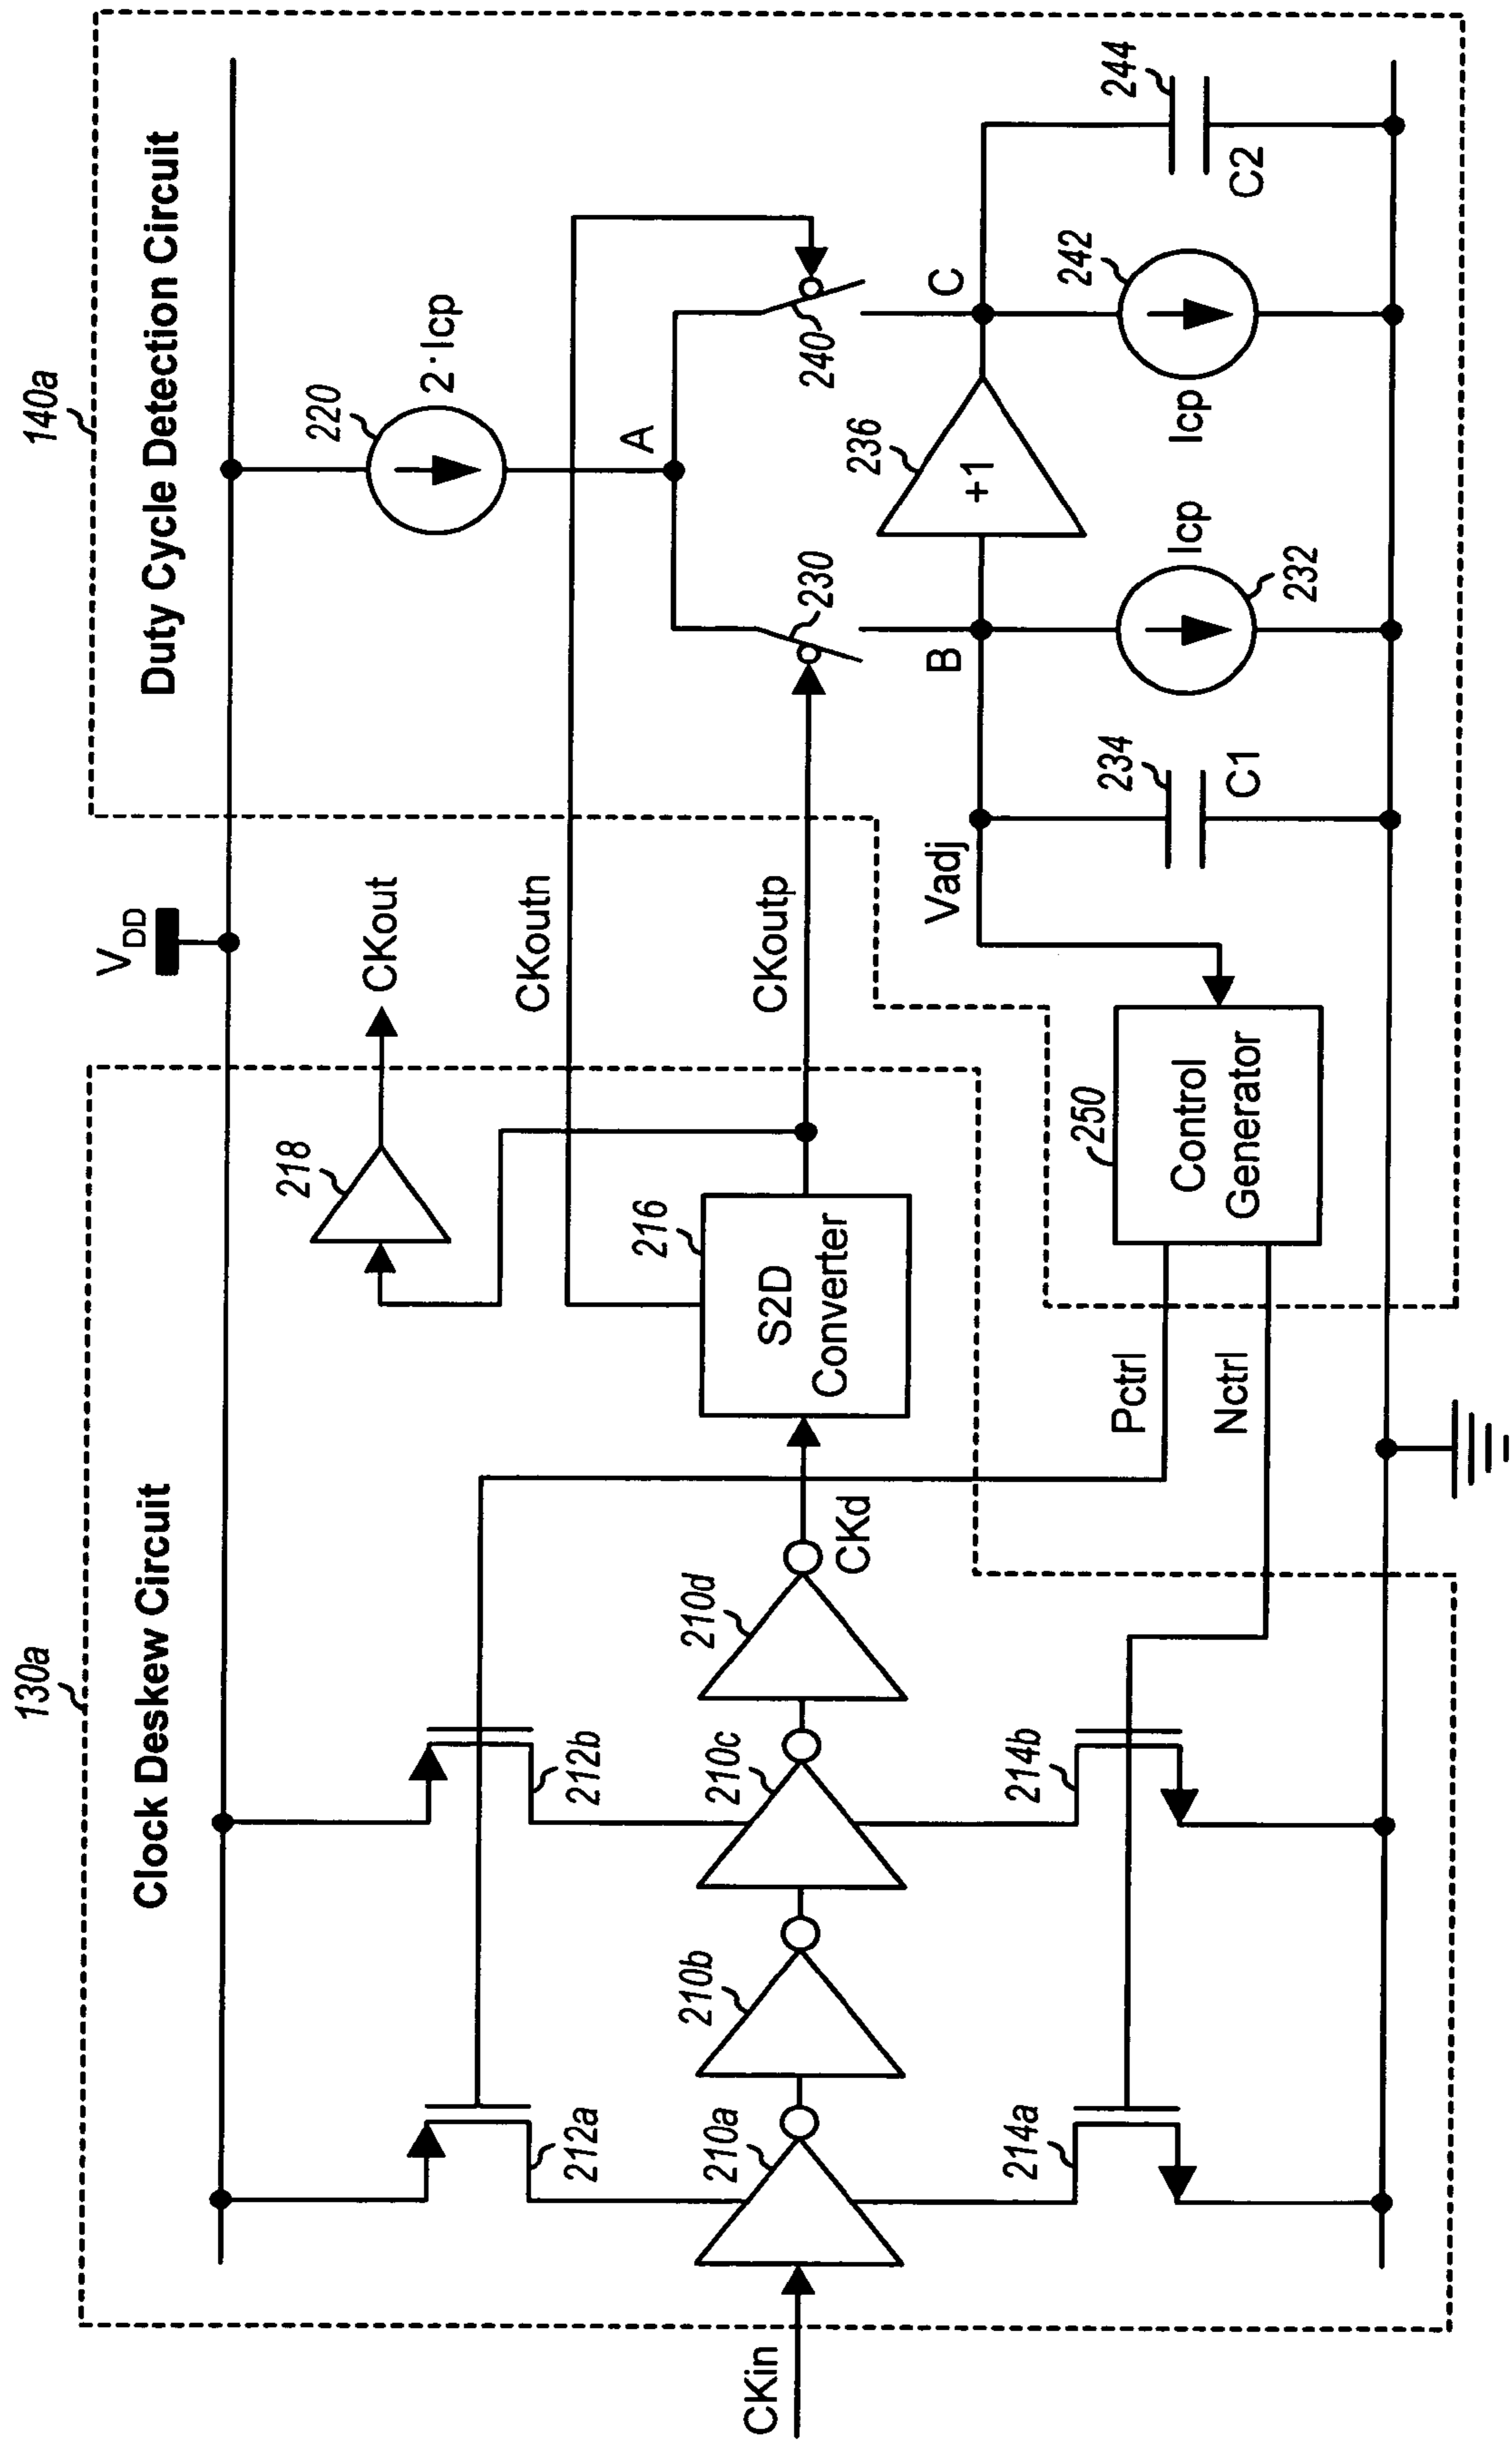 130a
Clock Deskew Circuit
140a
Duty Cycle Detection Circuit
V DD
CKin
210a
210b
210c
210d
212a
212b
214a
214b
CKd
S2D
Converter
216
218
CKout
CKoutn
CKoutp
Pctrl
Nctrl
Control
Generator
250
Vadj
220
2·Icp
A
230
240
B
C
+1
236
234
C1
232
Icp
242
Icp
244
C2